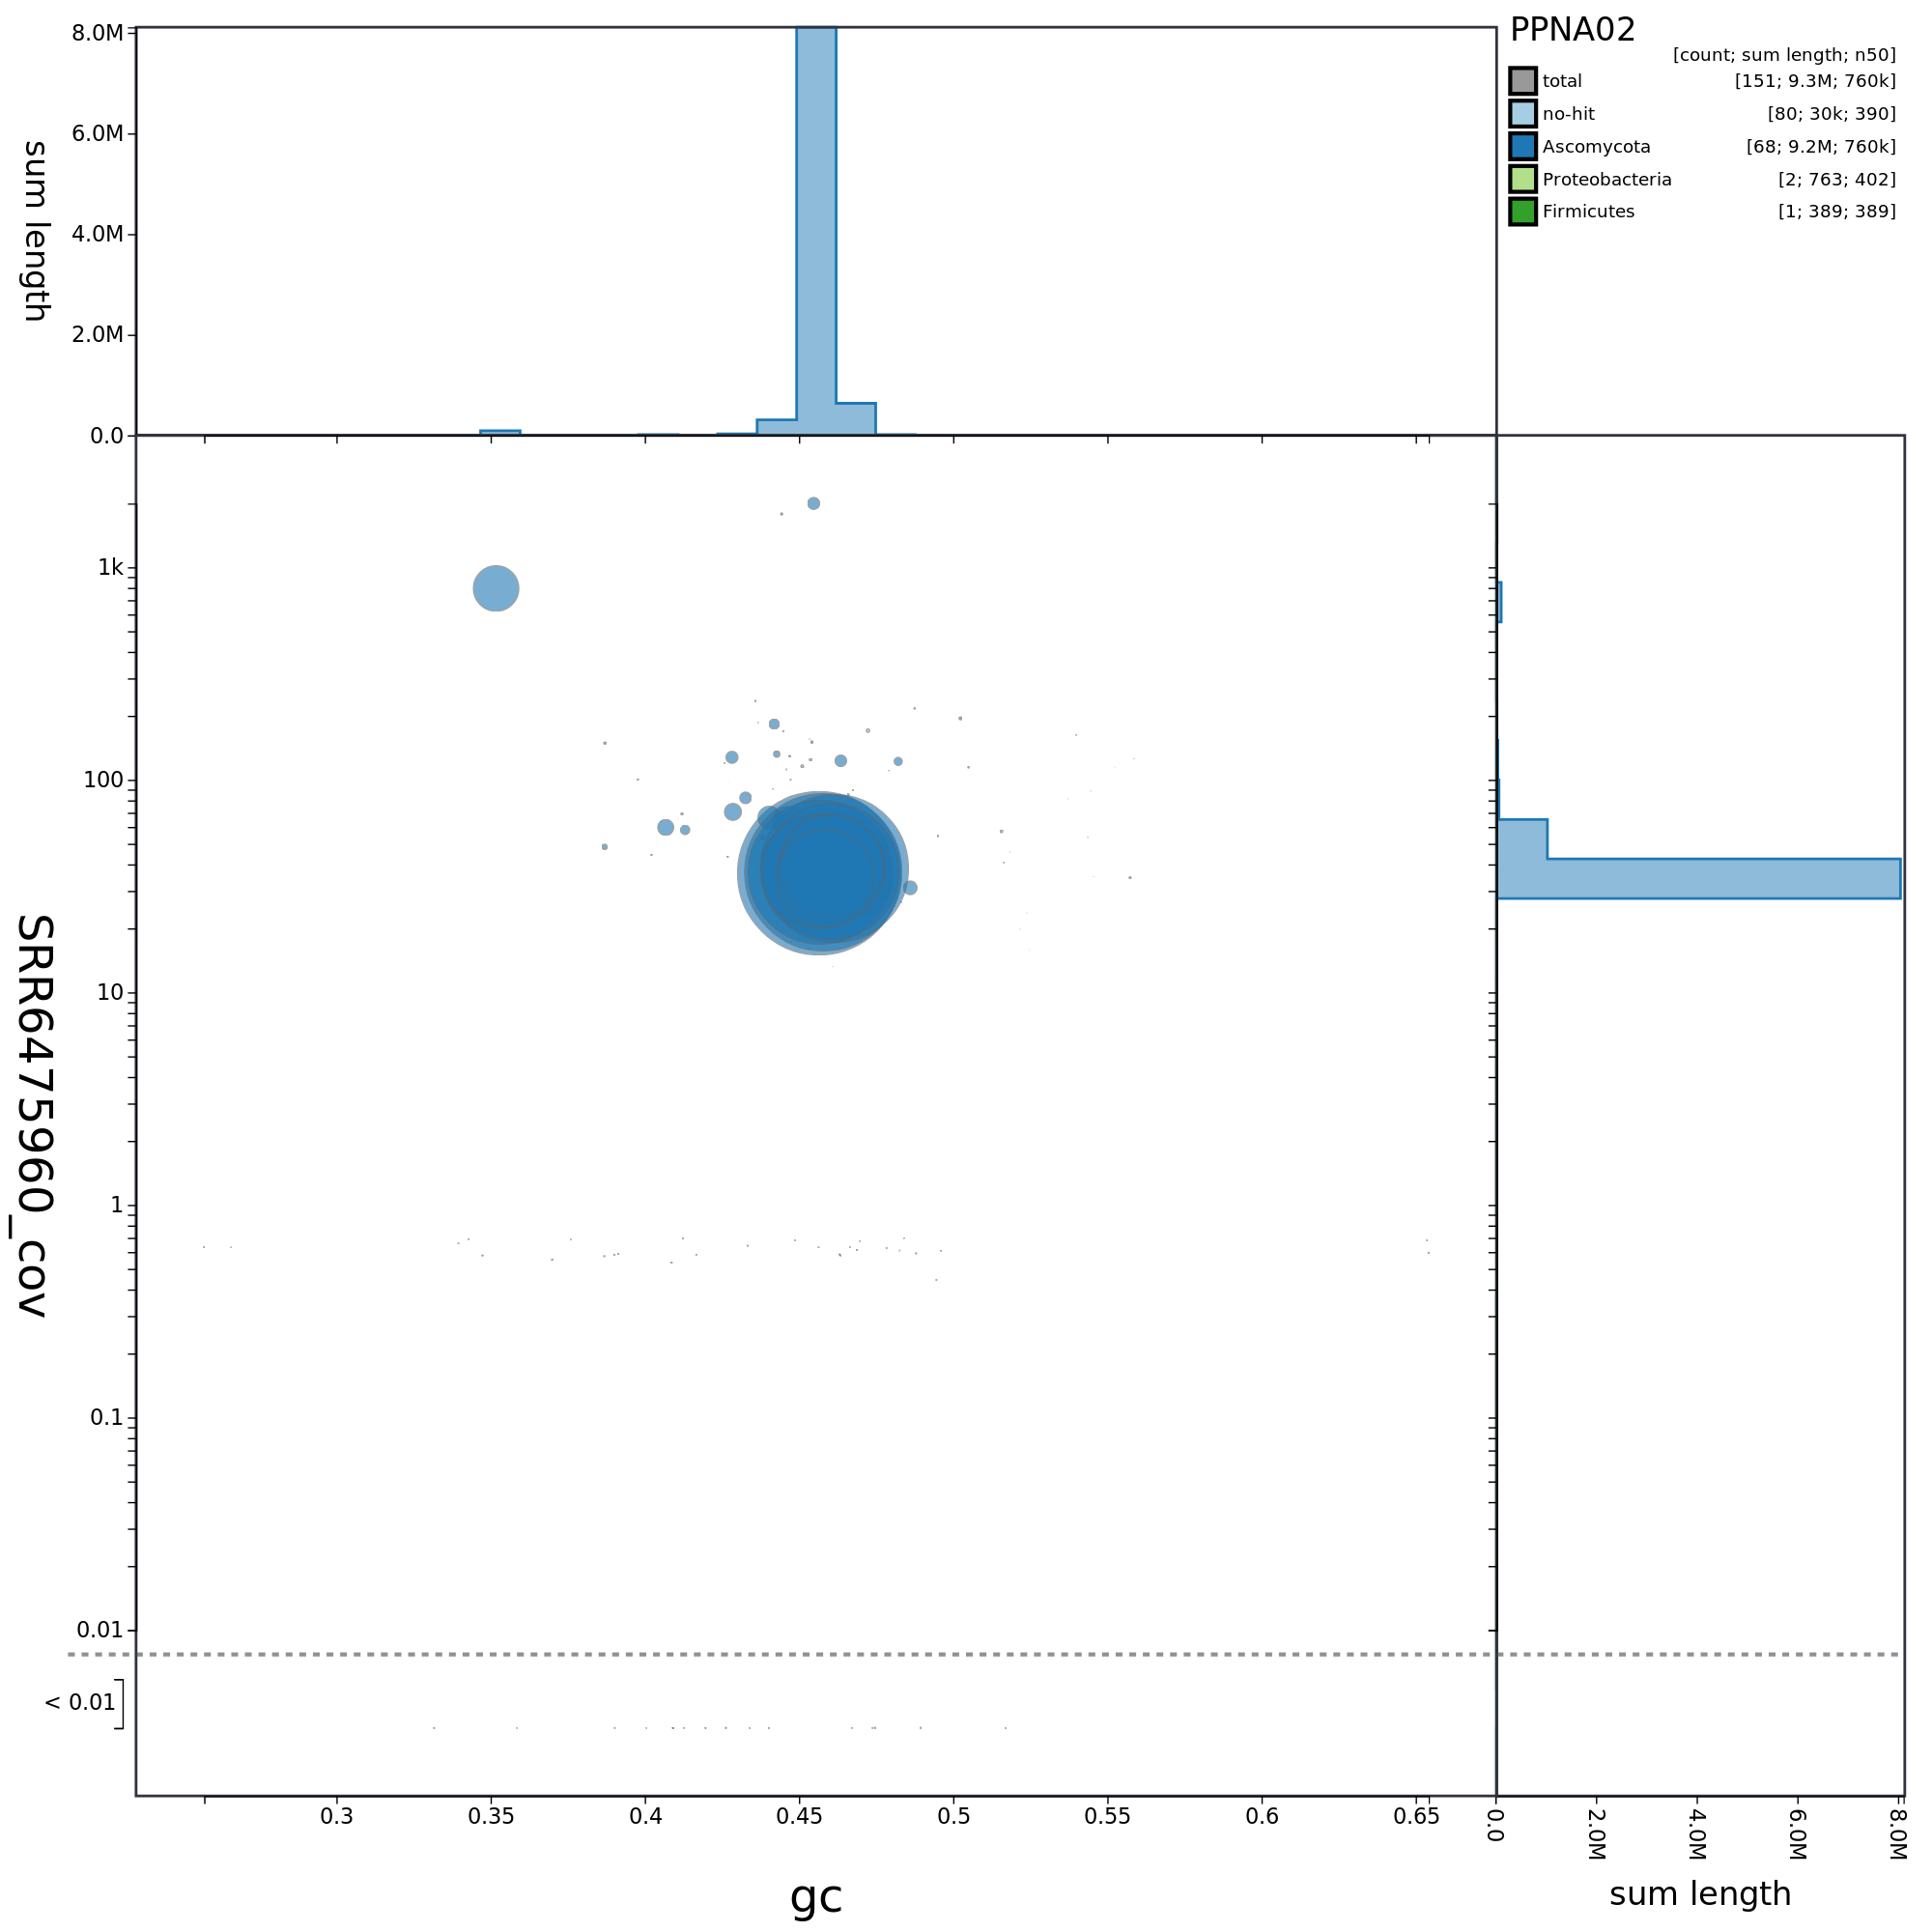 PPNA02
[count; sum length; n50]
total [151; 9.3M; 760k]
no-hit [80; 30k; 390]
Ascomycota [68; 9.2M; 760k]
Proteobacteria [2; 763; 402]
Firmicutes [1; 389; 389]
sum length
8.0M
6.0M
4.0M
2.0M
0.0
SRR6475960_cov
1k
100
10
1
0.1
0.01
< 0.01
0.3 0.35 0.4 0.45 0.5 0.55 0.6 0.65
gc
0.0 2.0M 4.0M 6.0M 8.0M
sum length